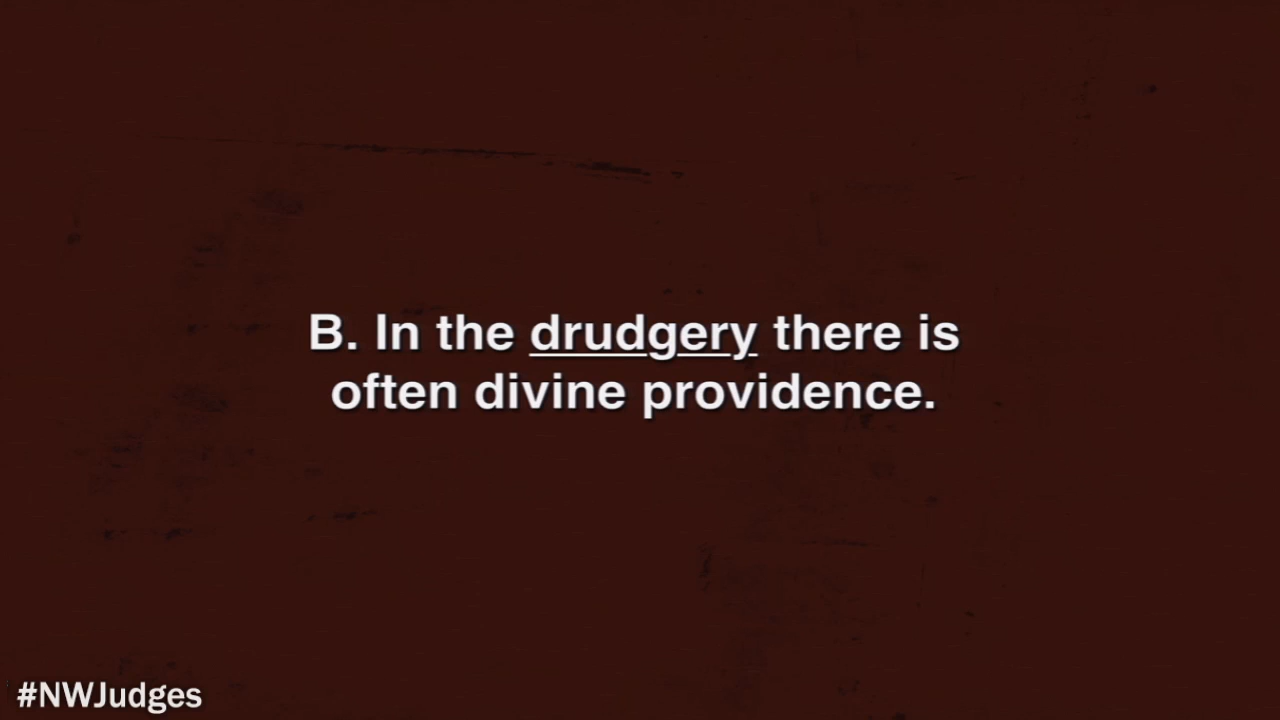 B. In the drudgery there is
often divine providence.
#NWJudges